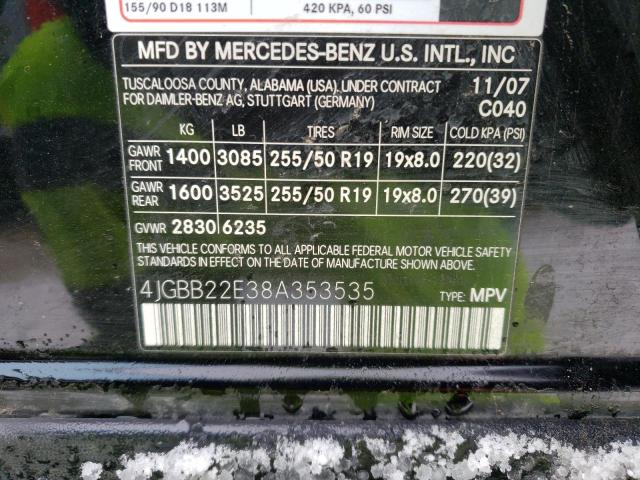 155/90 D18 113M 420 KPA, 60 PSI
MFD BY MERCEDES-BENZ U.S. INTL., INC
TUSCALOOSA COUNTY, ALABAMA (USA), UNDER CONTRACT 11/07
FOR DAIMLER-BENZ AG, STUTTGART (GERMANY) C040
KG LB TIRES RIM SIZE COLD KPA (PSI)
GAWR FRONT 1400 3085 255/50 R19 19x8.0 220(32)
GAWR REAR 1600 3525 255/50 R19 19x8.0 270(39)
GVWR 2830 6235
THIS VEHICLE CONFORMS TO ALL APPLICABLE FEDERAL MOTOR VEHICLE SAFETY
STANDARDS IN EFFECT ON THE DATE OF MANUFACTURE SHOWN ABOVE.
4JGBB22E38A353535 TYPE: MPV